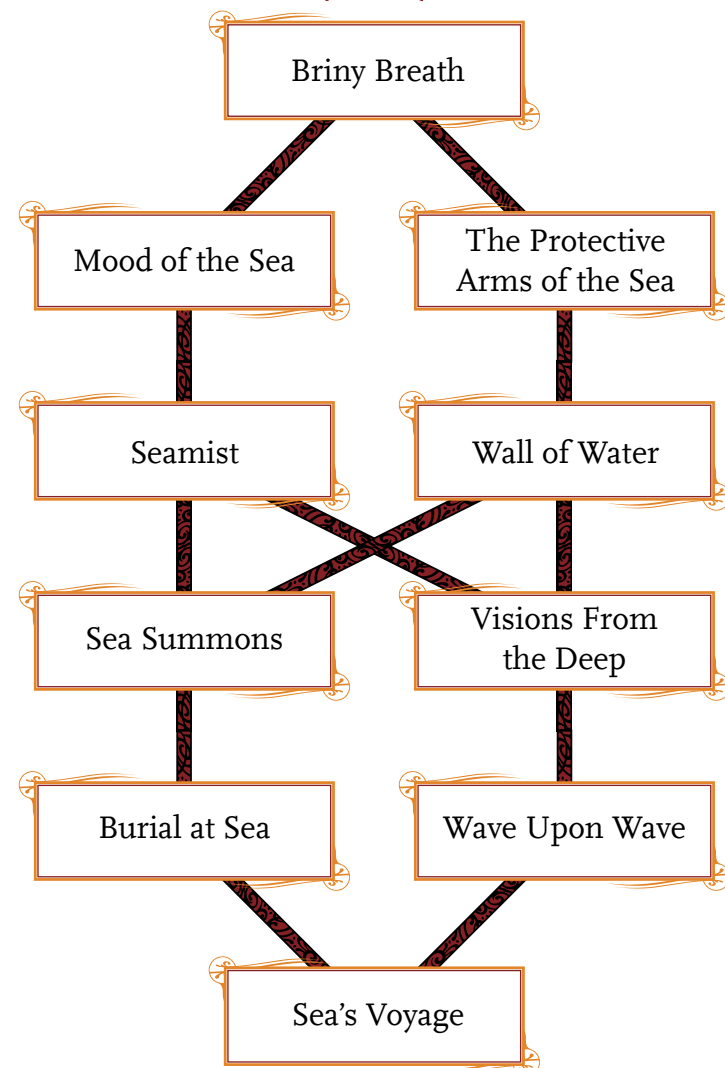 Briny Breath
Mood of the Sea
The Protective
Arms of the Sea
Seamist
Wall of Water
Sea Summons
Visions From
the Deep
Burial at Sea
Wave Upon Wave
Sea’s Voyage